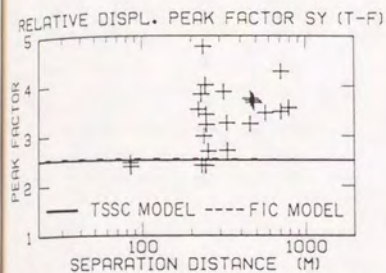 RELATIVE DISPL. PEAK FACTOR SY (T-F)
5
4
3
2
1
PEAK FACTOR
TSSC MODEL
FIC MODEL
100
1000
SEPARATION DISTANCE (M)